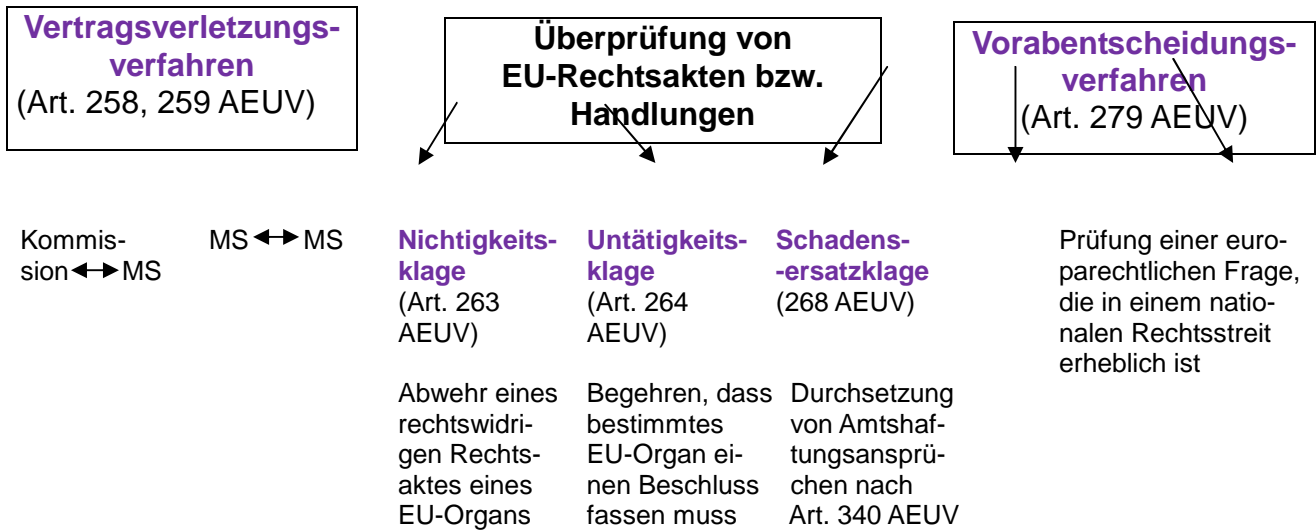 Vertragsverletzungs-
verfahren
(Art. 258, 259 AEUV)
Überprüfung von
EU-Rechtsakten bzw.
Handlungen
Vorabentscheidungs-
verfahren
(Art. 279 AEUV)
Kommis-
sion MS
MS MS
Nichtigkeits-
klage
(Art. 263
AEUV)
Abwehr eines
rechtswidri-
gen Rechts-
aktes eines
EU-Organs
Untätigkeits-
klage
(Art. 264
AEUV)
Begehren, dass
bestimmtes
EU-Organ ei-
nen Beschluss
fassen muss
Schadens-
-ersatzklage
(268 AEUV)
Durchsetzung
von Amtshaf-
tungsansprü-
chen nach
Art. 340 AEUV
Prüfung einer euro-
parechtlichen Frage,
die in einem natio-
nalen Rechtsstreit
erheblich ist